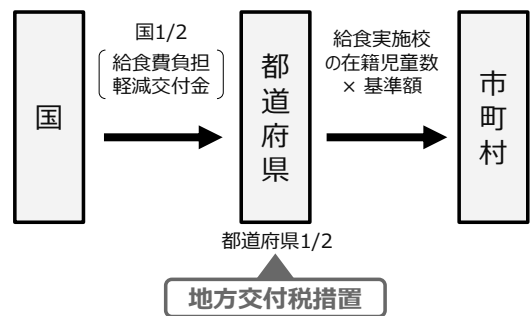 国
国1/2
給食費負担
軽減交付金
都道府県
給食実施校
の在籍児童数
× 基準額
市町村
都道府県1/2
地方交付税措置